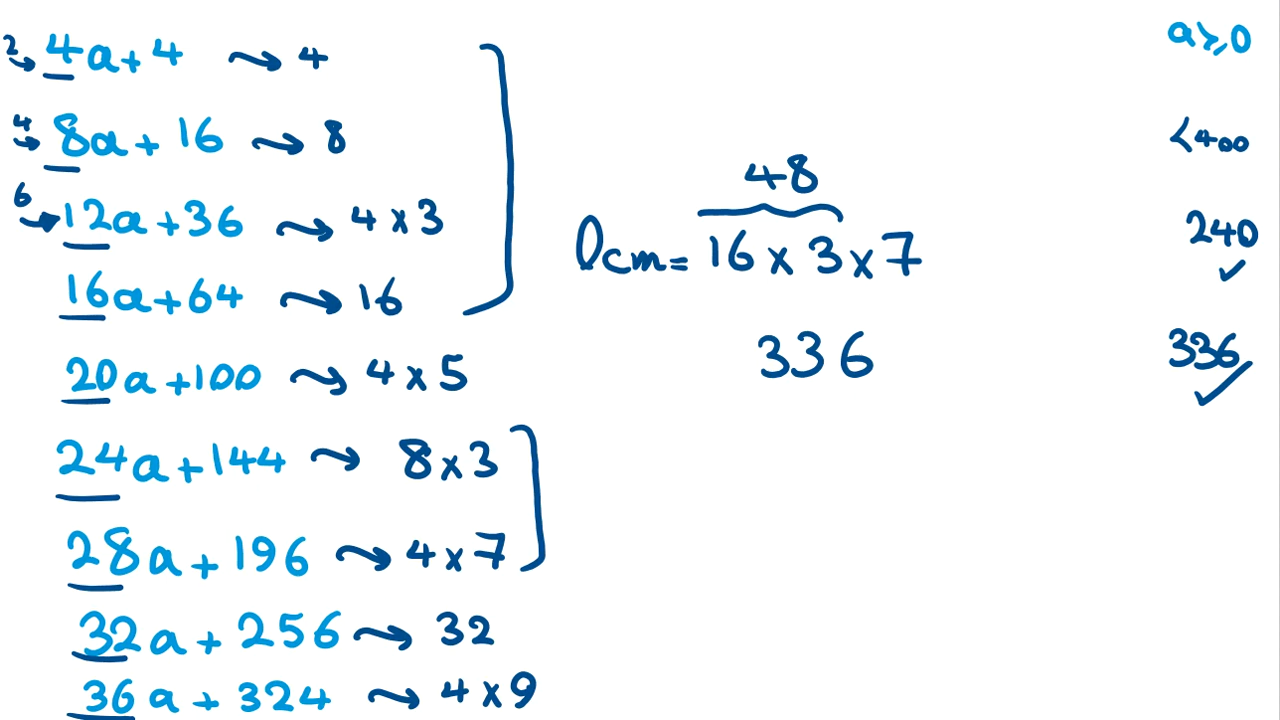 2 4a+4 4
4 8a+16 8
6 12a+36 4×3
16a+64 16
20a+100 4×5
24a+144 8×3
28a+196 4×7
32a+256 32
36a+324 4×9
48
lcm=16×3×7
336
a≥0
<400
240 ✓
336 ✓